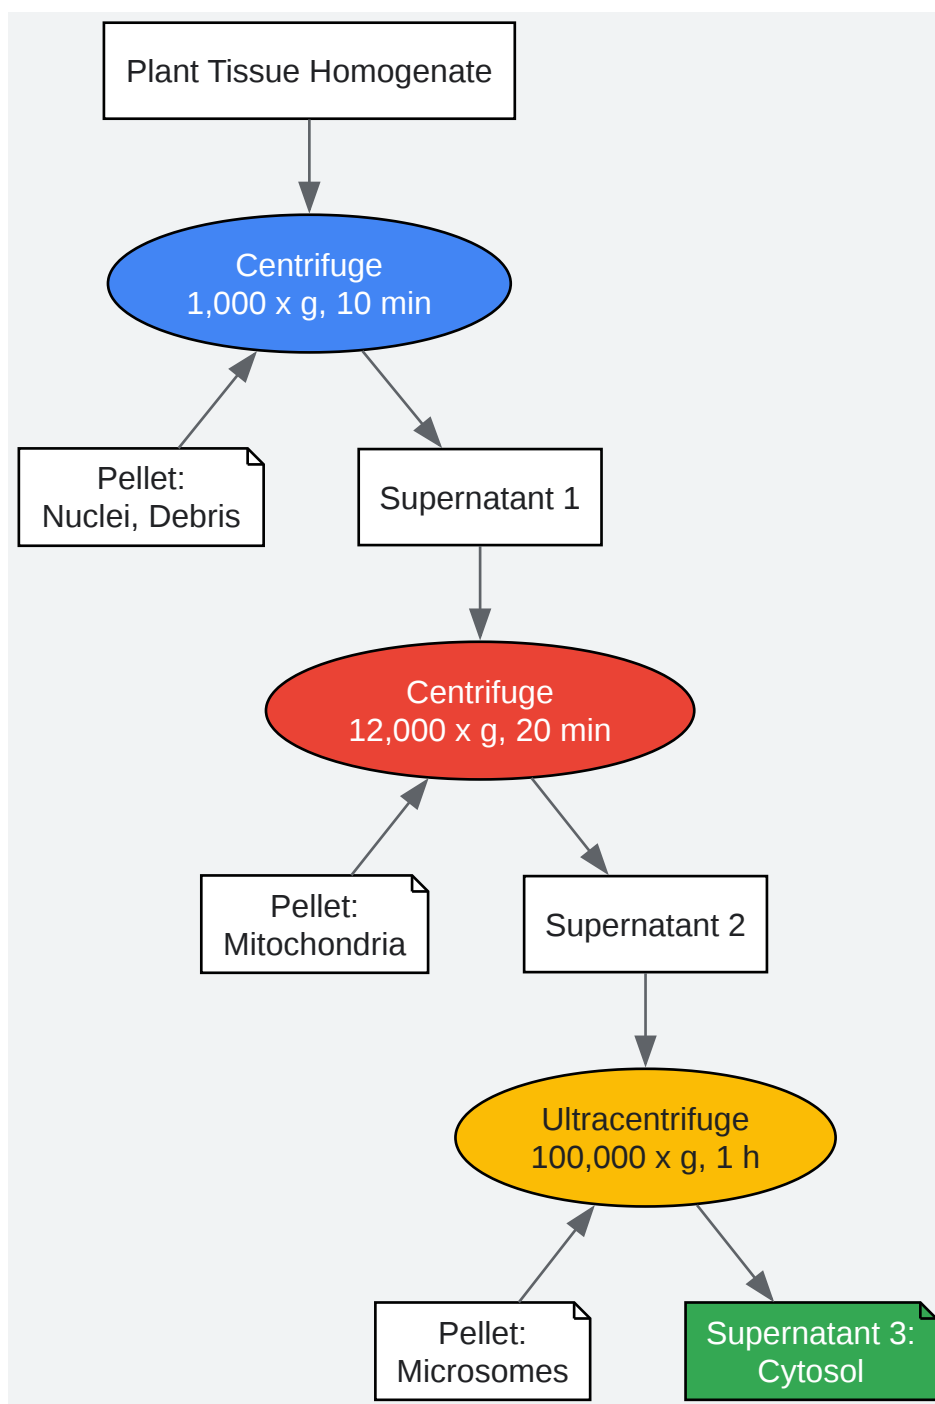 Plant Tissue Homogenate
Centrifuge
1,000 x g, 10 min
Pellet:
Nuclei, Debris
Supernatant 1
Centrifuge
12,000 x g, 20 min
Pellet:
Mitochondria
Supernatant 2
Ultracentrifuge
100,000 x g, 1 h
Pellet:
Microsomes
Supernatant 3:
Cytosol